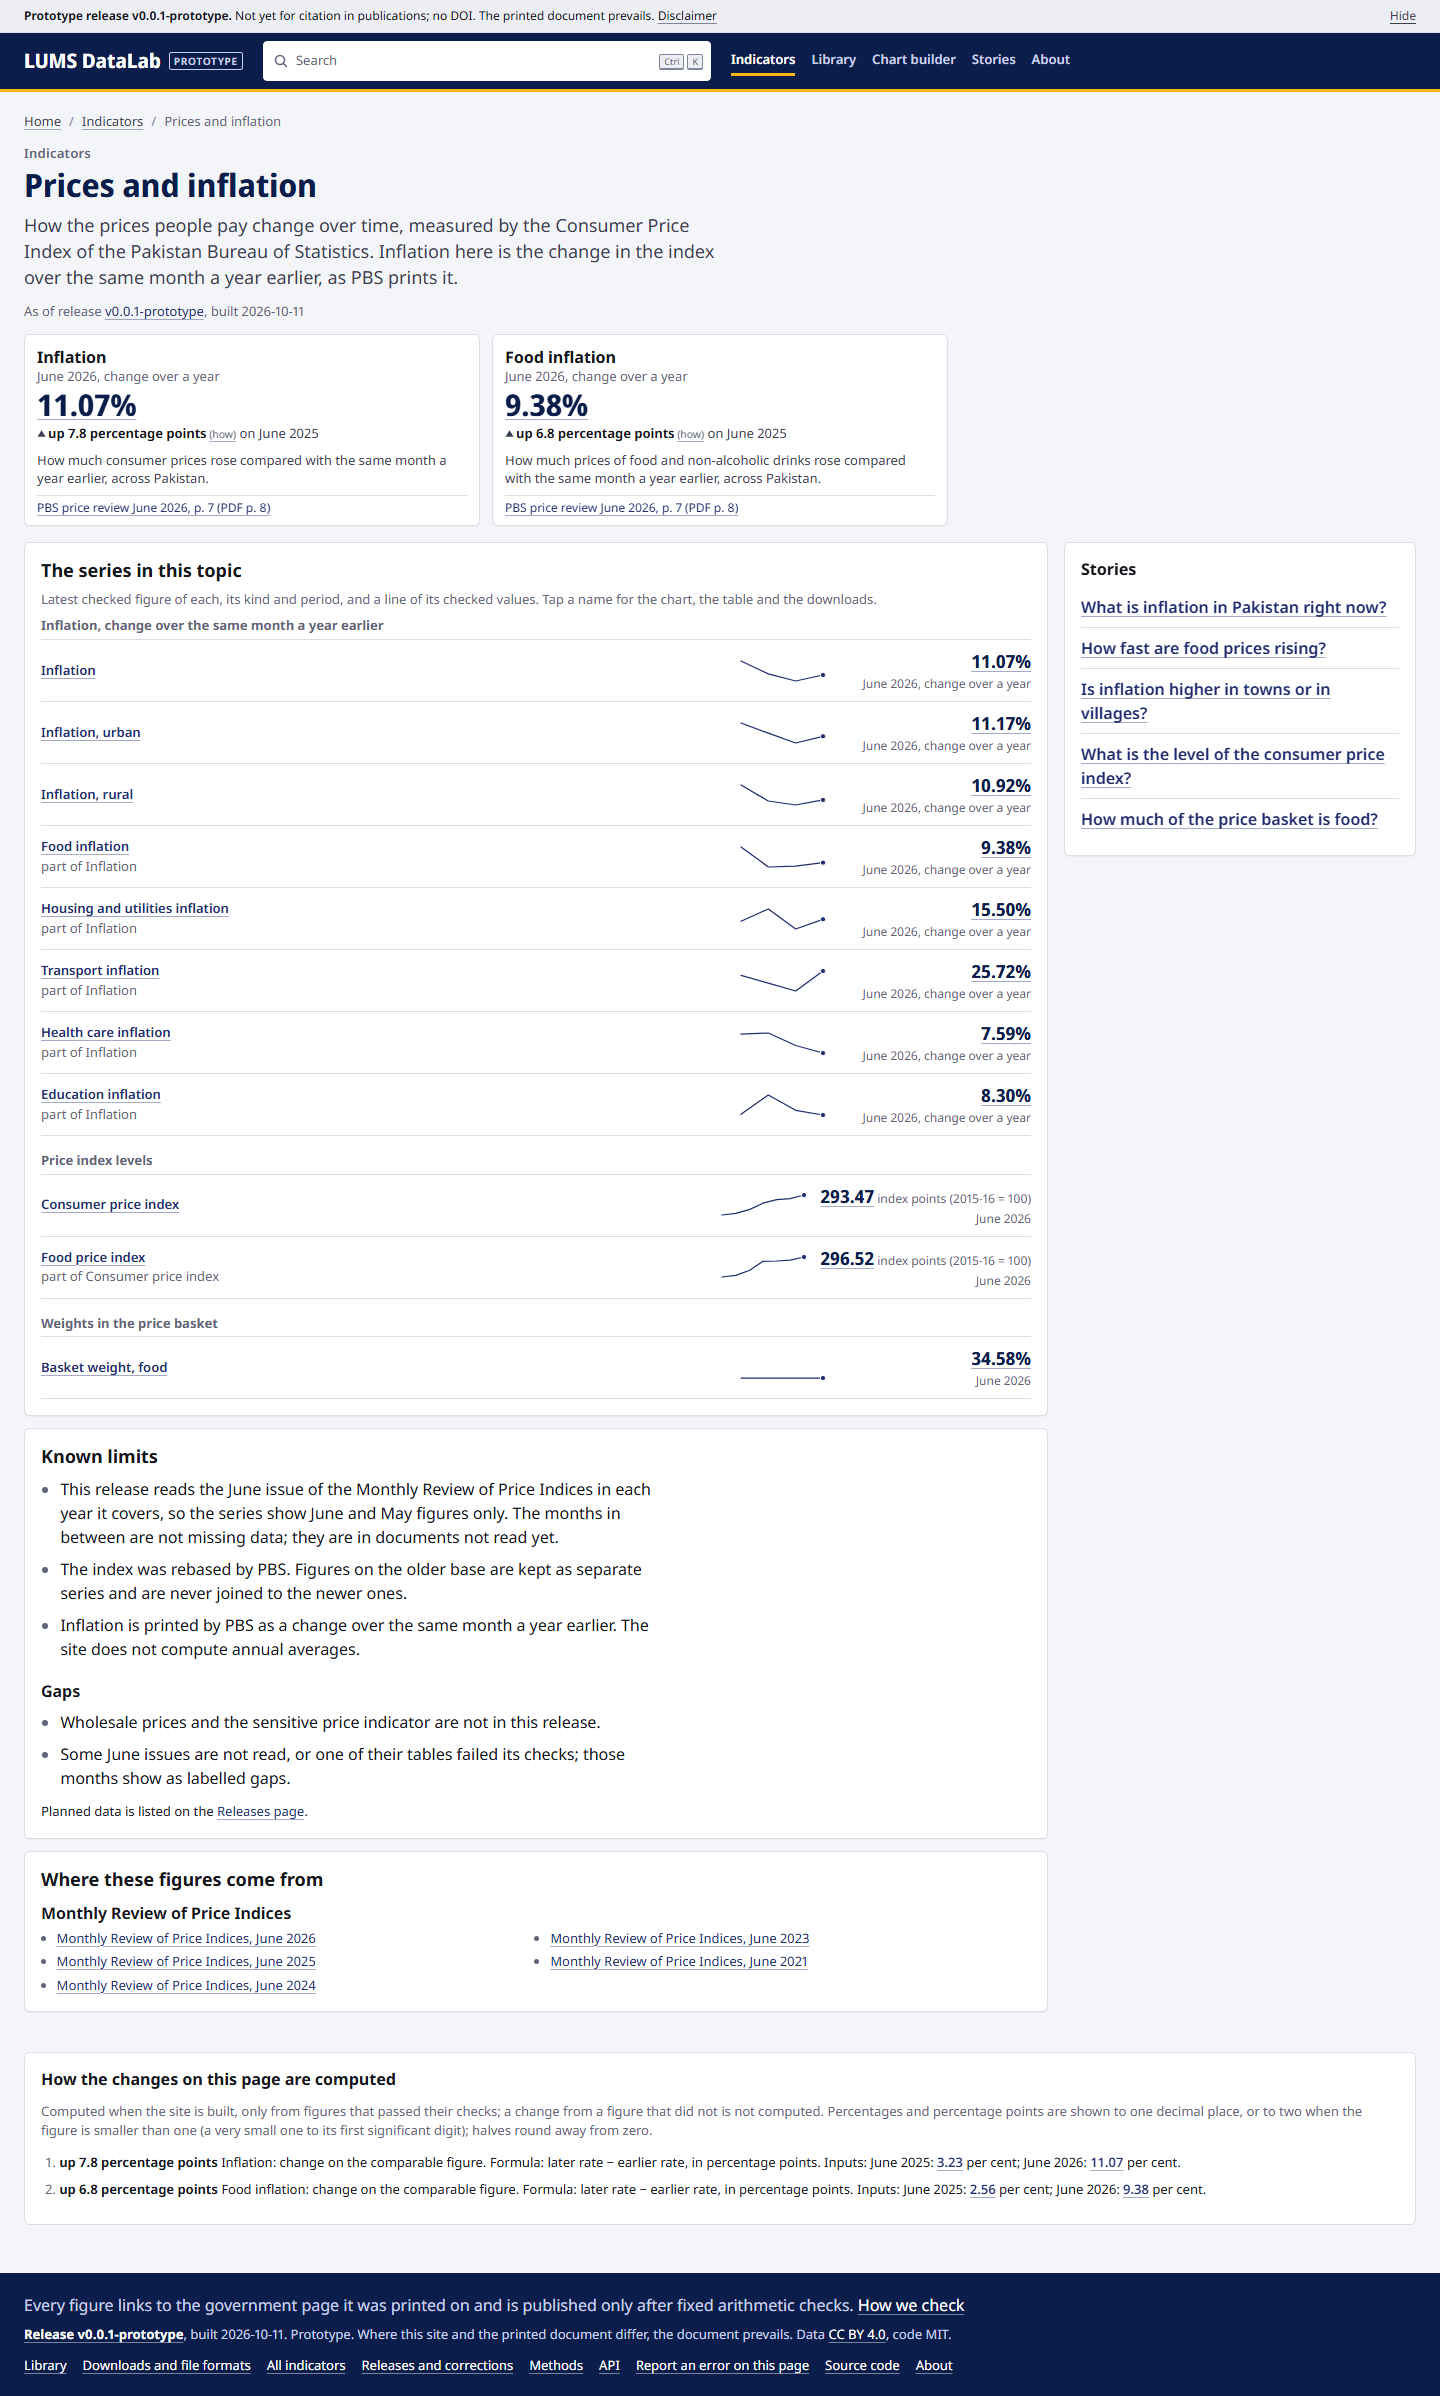 Prototype release v0.0.1-prototype. Not yet for citation in publications; no DOI. The printed document prevails. Disclaimer
Hide
LUMS DataLab PROTOTYPE
Search
Ctrl K
Indicators Library Chart builder Stories About
Home / Indicators / Prices and inflation
Indicators
Prices and inflation
How the prices people pay change over time, measured by the Consumer Price
Index of the Pakistan Bureau of Statistics. Inflation here is the change in the index
over the same month a year earlier, as PBS prints it.
As of release v0.0.1-prototype, built 2026-10-11
Inflation
June 2026, change over a year
11.07%
▲up 7.8 percentage points (how) on June 2025
How much consumer prices rose compared with the same month a
year earlier, across Pakistan.
PBS price review June 2026, p. 7 (PDF p. 8)
Food inflation
June 2026, change over a year
9.38%
▲up 6.8 percentage points (how) on June 2025
How much prices of food and non-alcoholic drinks rose compared
with the same month a year earlier, across Pakistan.
PBS price review June 2026, p. 7 (PDF p. 8)
The series in this topic
Latest checked figure of each, its kind and period, and a line of its checked values. Tap a name for the chart, the table and the downloads.
Inflation, change over the same month a year earlier
Inflation
11.07%
June 2026, change over a year
Inflation, urban
11.17%
June 2026, change over a year
Inflation, rural
10.92%
June 2026, change over a year
Food inflation
part of Inflation
9.38%
June 2026, change over a year
Housing and utilities inflation
part of Inflation
15.50%
June 2026, change over a year
Transport inflation
part of Inflation
25.72%
June 2026, change over a year
Health care inflation
part of Inflation
7.59%
June 2026, change over a year
Education inflation
part of Inflation
8.30%
June 2026, change over a year
Price index levels
Consumer price index
293.47 index points (2015-16 = 100)
June 2026
Food price index
part of Consumer price index
296.52 index points (2015-16 = 100)
June 2026
Weights in the price basket
Basket weight, food
34.58%
June 2026
Stories
What is inflation in Pakistan right now?
How fast are food prices rising?
Is inflation higher in towns or in
villages?
What is the level of the consumer price
index?
How much of the price basket is food?
Known limits
• This release reads the June issue of the Monthly Review of Price Indices in each
year it covers, so the series show June and May figures only. The months in
between are not missing data; they are in documents not read yet.
• The index was rebased by PBS. Figures on the older base are kept as separate
series and are never joined to the newer ones.
• Inflation is printed by PBS as a change over the same month a year earlier. The
site does not compute annual averages.
Gaps
• Wholesale prices and the sensitive price indicator are not in this release.
• Some June issues are not read, or one of their tables failed its checks; those
months show as labelled gaps.
Planned data is listed on the Releases page.
Where these figures come from
Monthly Review of Price Indices
• Monthly Review of Price Indices, June 2026
• Monthly Review of Price Indices, June 2025
• Monthly Review of Price Indices, June 2024
• Monthly Review of Price Indices, June 2023
• Monthly Review of Price Indices, June 2021
How the changes on this page are computed
Computed when the site is built, only from figures that passed their checks; a change from a figure that did not is not computed. Percentages and percentage points are shown to one decimal place, or to two when the
figure is smaller than one (a very small one to its first significant digit); halves round away from zero.
1. up 7.8 percentage points Inflation: change on the comparable figure. Formula: later rate − earlier rate, in percentage points. Inputs: June 2025: 3.23 per cent; June 2026: 11.07 per cent.
2. up 6.8 percentage points Food inflation: change on the comparable figure. Formula: later rate − earlier rate, in percentage points. Inputs: June 2025: 2.56 per cent; June 2026: 9.38 per cent.
Every figure links to the government page it was printed on and is published only after fixed arithmetic checks. How we check
Release v0.0.1-prototype, built 2026-10-11. Prototype. Where this site and the printed document differ, the document prevails. Data CC BY 4.0, code MIT.
Library Downloads and file formats All indicators Releases and corrections Methods API Report an error on this page Source code About